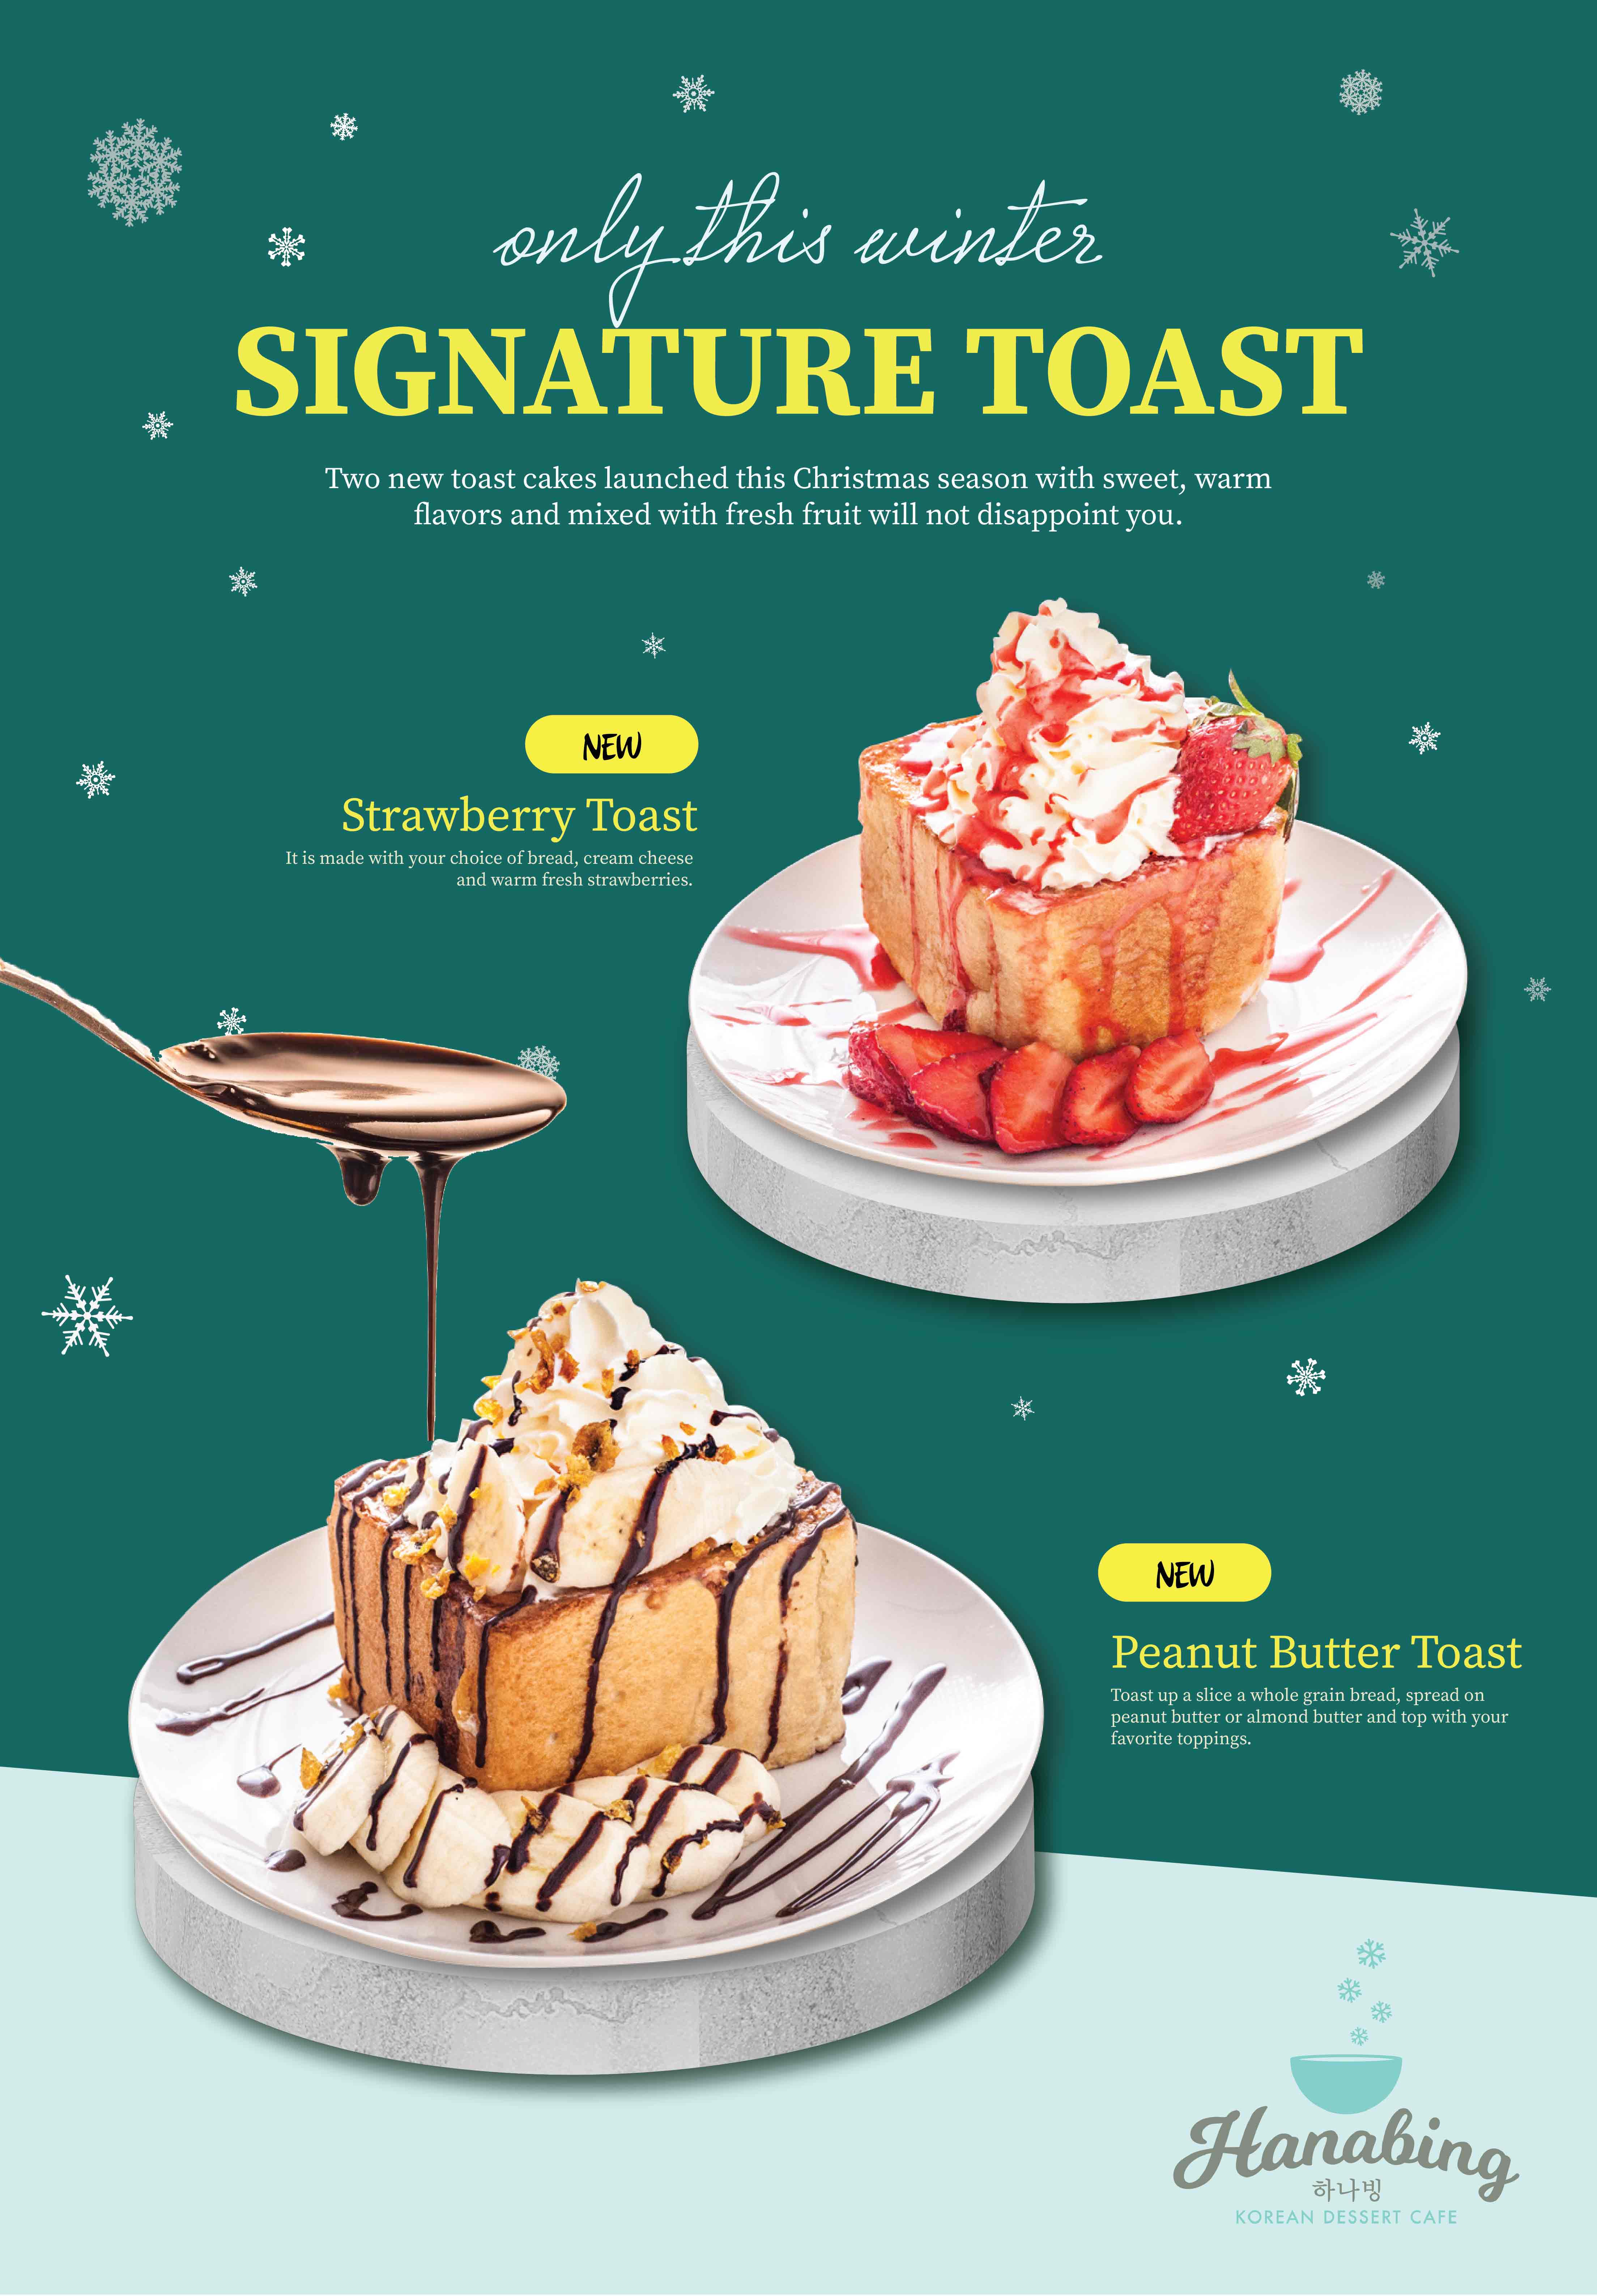 only this winter
SIGNATURE TOAST
Two new toast cakes launched this Christmas season with sweet, warm
flavors and mixed with fresh fruit will not disappoint you.
NEW
Strawberry Toast
It is made with your choice of bread, cream cheese
and warm fresh strawberries.
NEW
Peanut Butter Toast
Toast up a slice a whole grain bread, spread on
peanut butter or almond butter and top with your
favorite toppings.
Hanabing
하나빙
KOREAN DESSERT CAFE